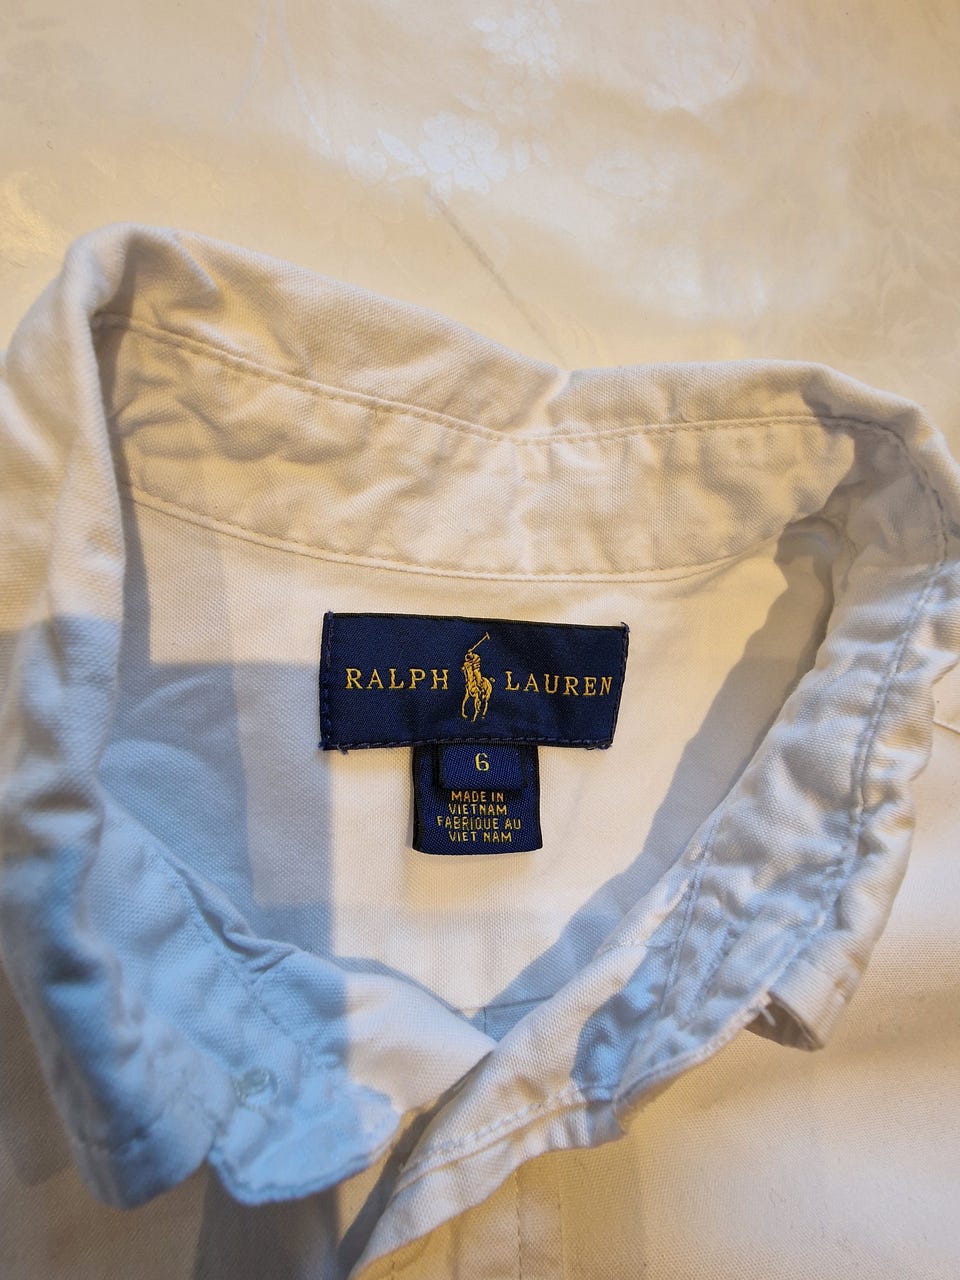 RALPH LAUREN
6
MADE IN
VIETNAM
FABRIQUE AU
VIET NAM